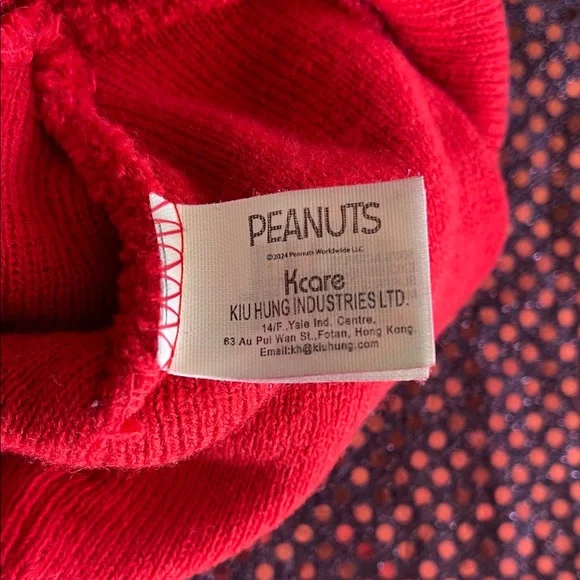 PEANUTS
©2024 Peanuts Worldwide LLC
Kcare
KIU HUNG INDUSTRIES LTD.
14/F.,Yale Ind. Centre,
63 Au Pui Wan St.,Fotan, Hong Kong.
Email:kh@kiuhung.com